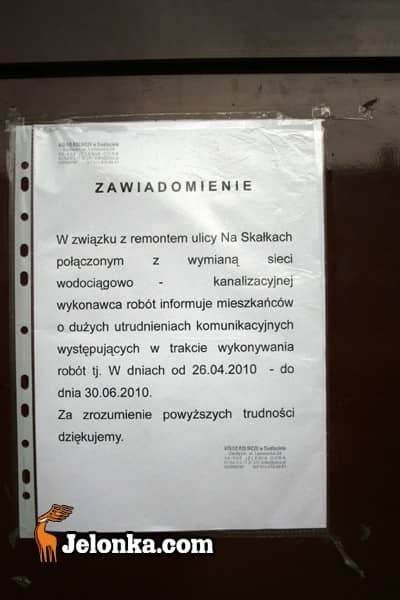 ZAWIADOMIENIE
W związku z remontem ulicy Na Skałkach
połączonym z wymianą sieci
wodociągowo - kanalizacyjnej
wykonawca robót informuje mieszkańców
o dużych utrudnieniach komunikacyjnych
występujących w trakcie wykonywania
robót tj. W dniach od 26.04.2010 - do
dnia 30.06.2010.
Za zrozumienie powyższych trudności
dziękujemy.
Jelonka.com